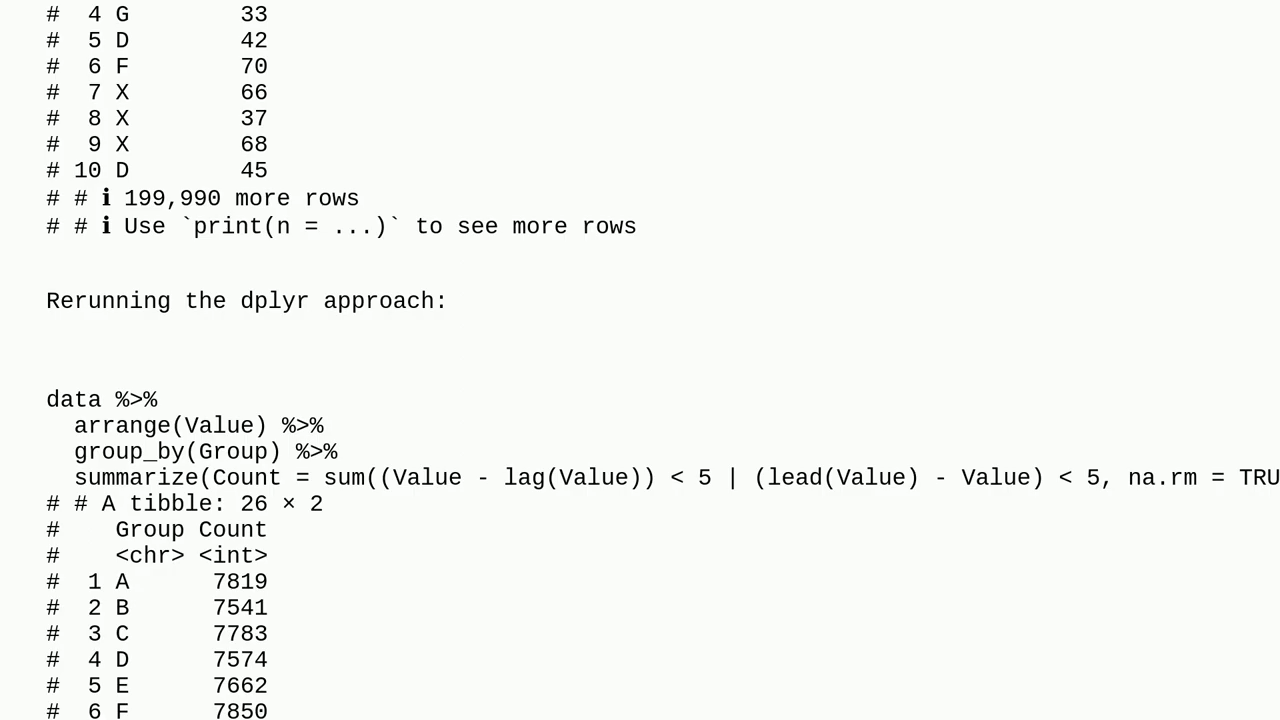 #  4 G        33
#  5 D        42
#  6 F        70
#  7 X        66
#  8 X        37
#  9 X        68
# 10 D        45
# # ℹ 199,990 more rows
# # ℹ Use `print(n = ...)` to see more rows
Rerunning the dplyr approach:
data %>%
  arrange(Value) %>%
  group_by(Group) %>%
  summarize(Count = sum((Value - lag(Value)) < 5 | (lead(Value) - Value) < 5, na.rm = TRU
# # A tibble: 26 × 2
#    Group Count
#    <chr> <int>
#  1 A      7819
#  2 B      7541
#  3 C      7783
#  4 D      7574
#  5 E      7662
#  6 F      7850